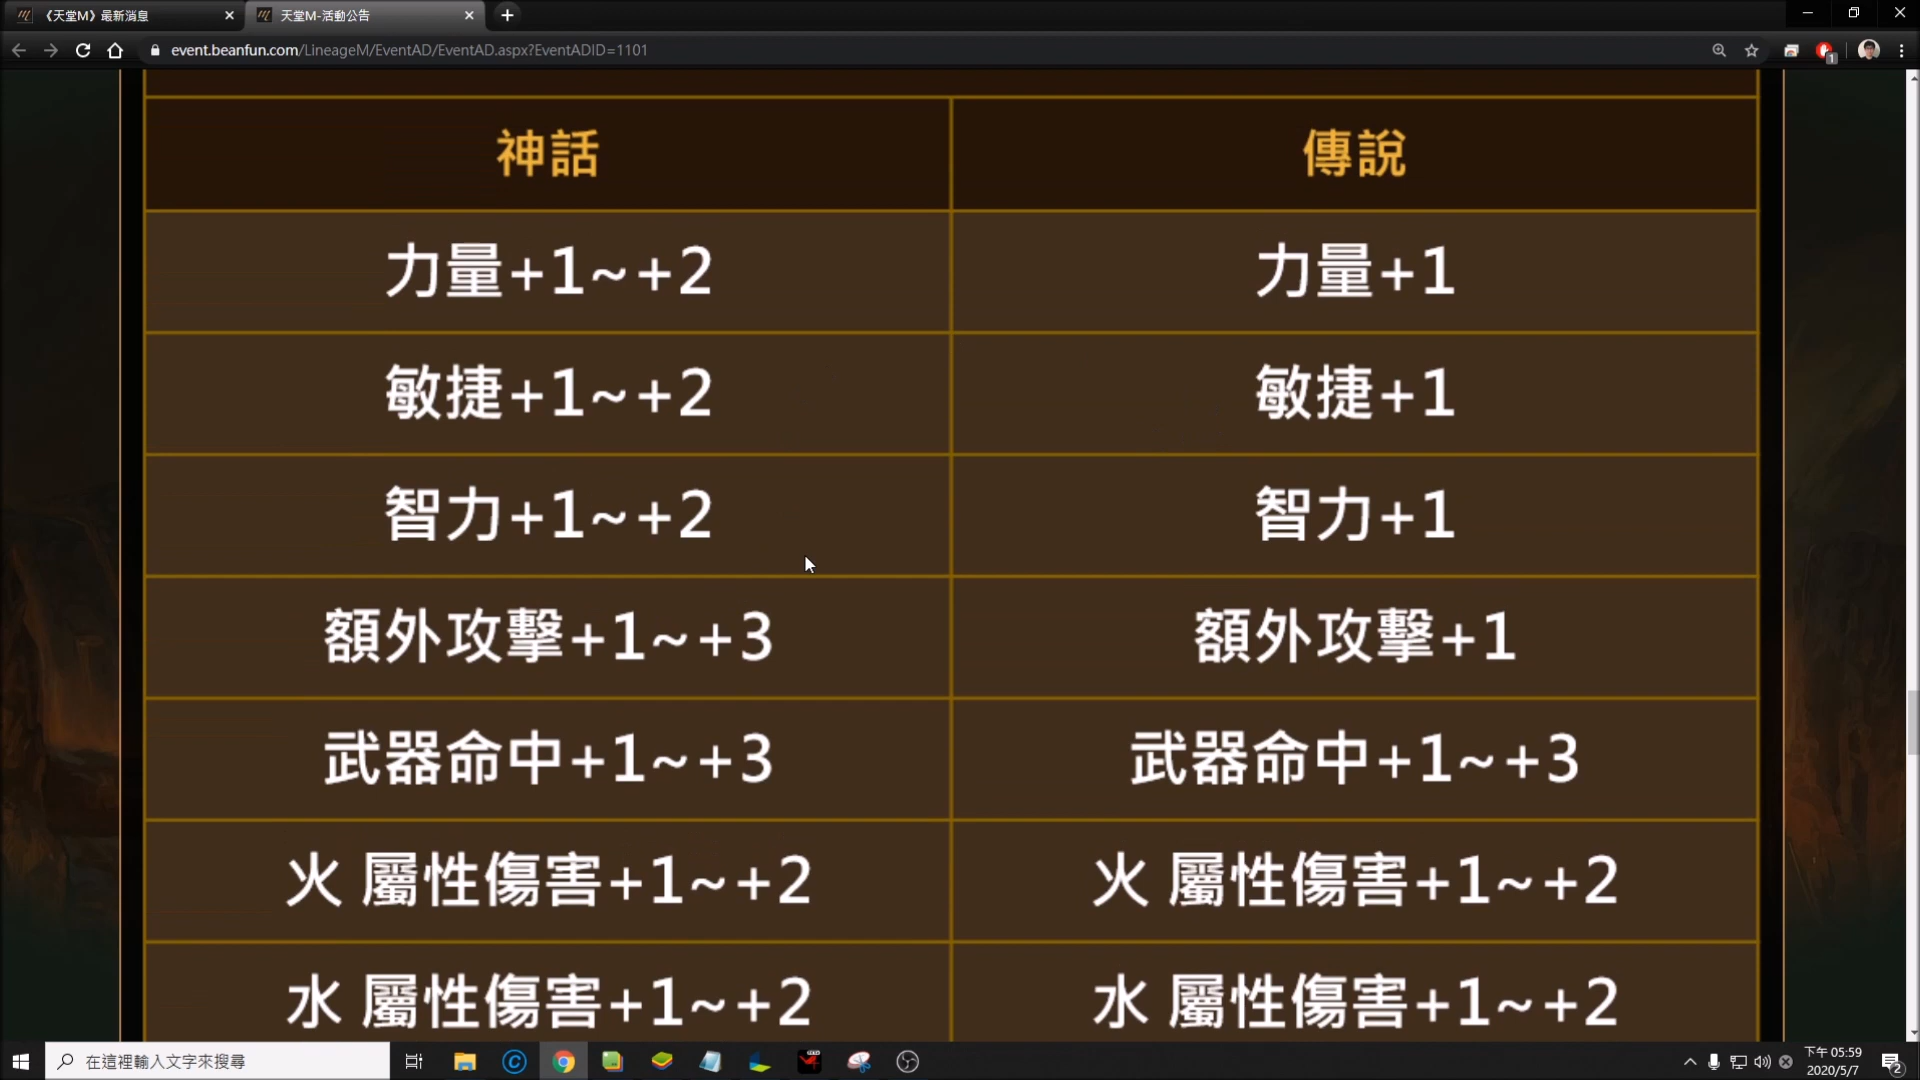 《天堂M》最新消息
天堂M-活動公告
event.beanfun.com/LineageM/EventAD/EventAD.aspx?EventADID=1101
1
神話 傳說
力量+1~+2 力量+1
敏捷+1~+2 敏捷+1
智力+1~+2 智力+1
額外攻擊+1~+3 額外攻擊+1
武器命中+1~+3 武器命中+1~+3
火 屬性傷害+1~+2 火 屬性傷害+1~+2
水 屬性傷害+1~+2 水 屬性傷害+1~+2
在這裡輸入文字來搜尋
下午 05:59
2020/5/7
2